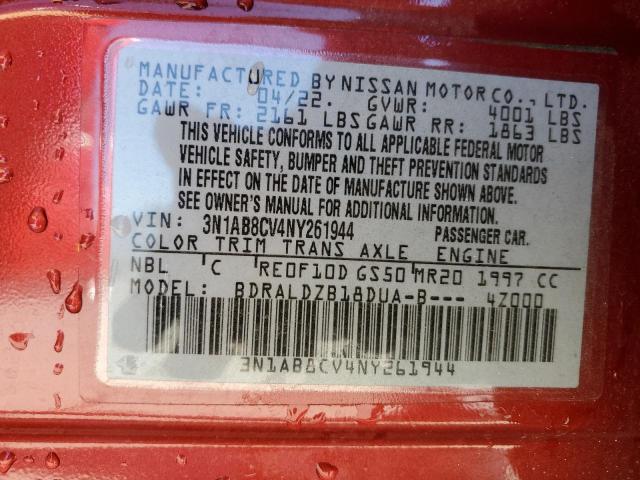 MANUFACTURED BY NISSAN MOTOR CO., LTD.
DATE: 04/22. GVWR: 4001 LBS
GAWR FR: 2161 LBS GAWR RR: 1863 LBS
THIS VEHICLE CONFORMS TO ALL APPLICABLE FEDERAL MOTOR
VEHICLE SAFETY, BUMPER AND THEFT PREVENTION STANDARDS
IN EFFECT ON THE DATE OF MANUFACTURE SHOWN ABOVE.
SEE OWNER'S MANUAL FOR ADDITIONAL INFORMATION.
VIN: 3N1AB8CV4NY261944 PASSENGER CAR.
COLOR TRIM TRANS AXLE ENGINE
NBL C RE0F10D GS50 MR20 1997 CC
MODEL: BDRALDZB18DUA-B--- 4Z000
3N1AB8CV4NY261944